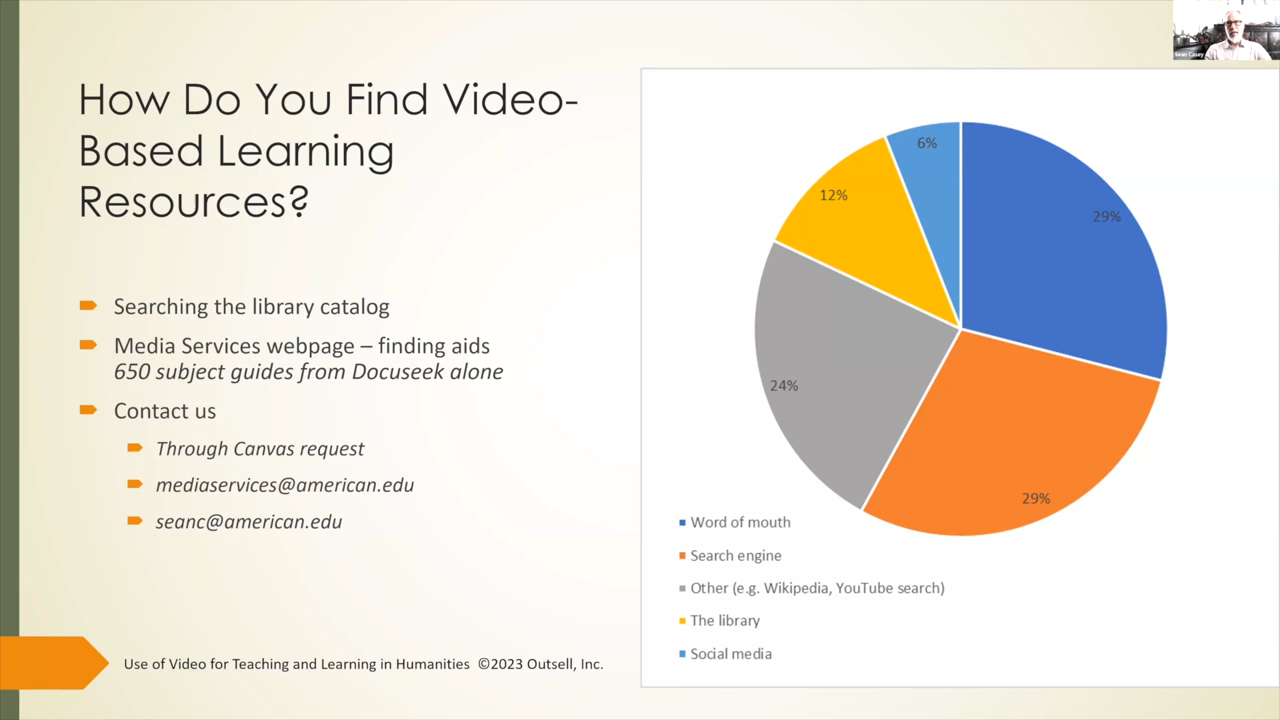 Sean Casey
How Do You Find Video-
Based Learning
Resources?
Searching the library catalog
Media Services webpage – finding aids
650 subject guides from Docuseek alone
Contact us
Through Canvas request
mediaservices@american.edu
seanc@american.edu
Use of Video for Teaching and Learning in Humanities ©2023 Outsell, Inc.
6%
29%
12%
24%
29%
Word of mouth
Search engine
Other (e.g. Wikipedia, YouTube search)
The library
Social media